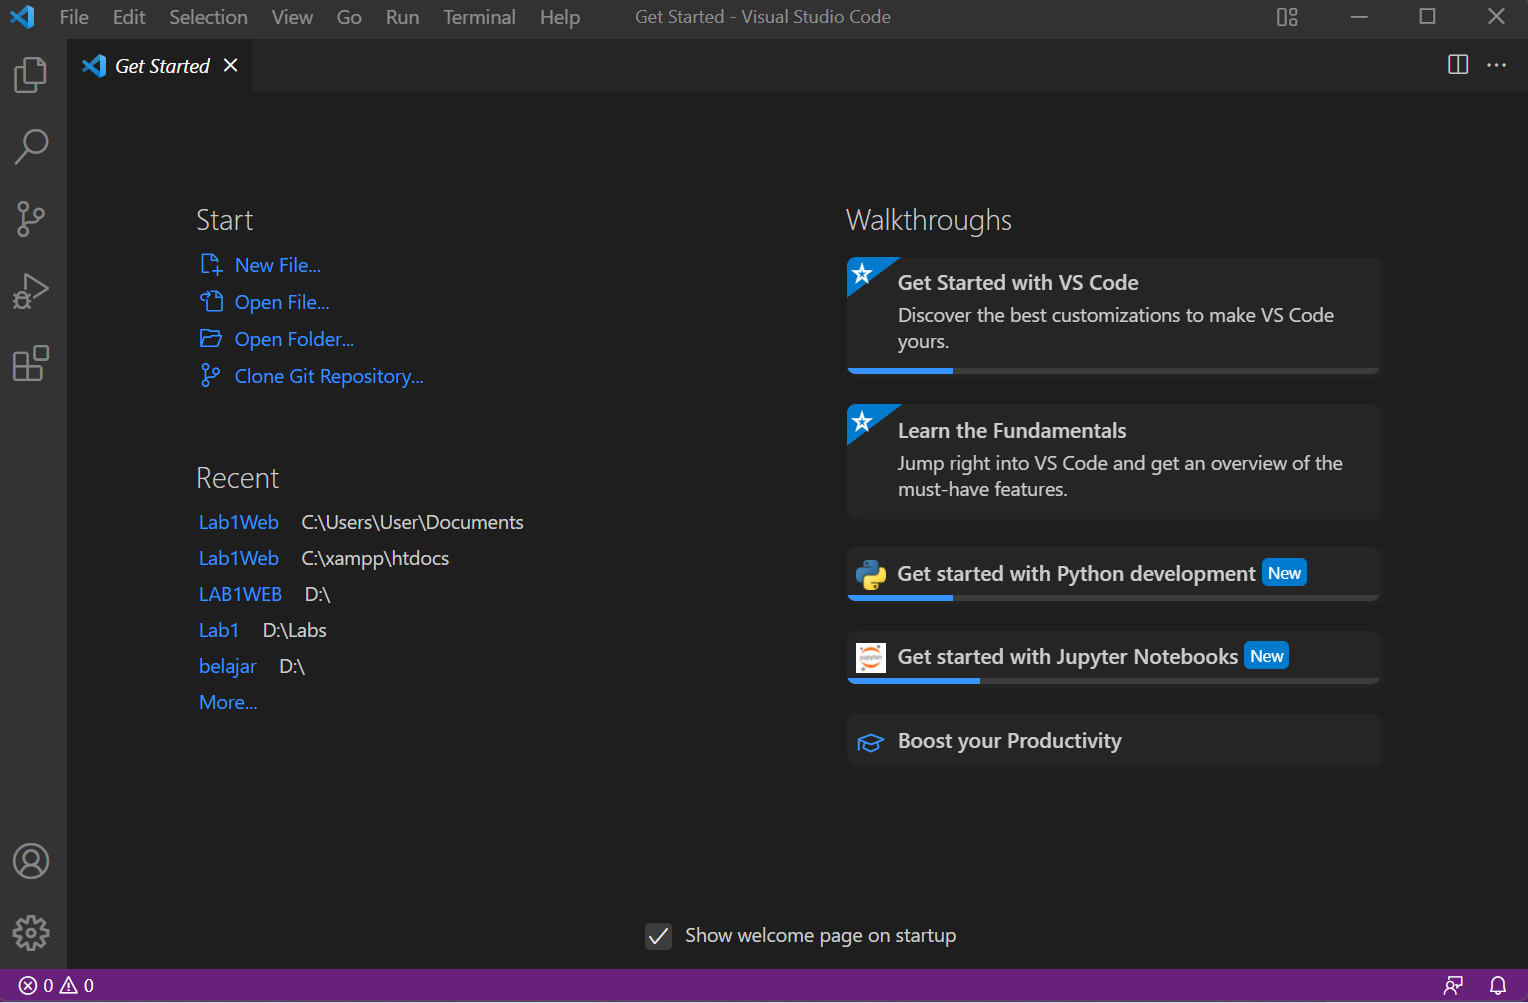 File Edit Selection View Go Run Terminal Help Get Started - Visual Studio Code
Get Started
Start
New File...
Open File...
Open Folder...
Clone Git Repository...
Recent
Lab1Web C:\Users\User\Documents
Lab1Web C:\xampp\htdocs
LAB1WEB D:\
Lab1 D:\Labs
belajar D:\
More...
Walkthroughs
Get Started with VS Code
Discover the best customizations to make VS Code
yours.
Learn the Fundamentals
Jump right into VS Code and get an overview of the
must-have features.
Get started with Python development New
jupyter
Get started with Jupyter Notebooks New
Boost your Productivity
Show welcome page on startup
0 0